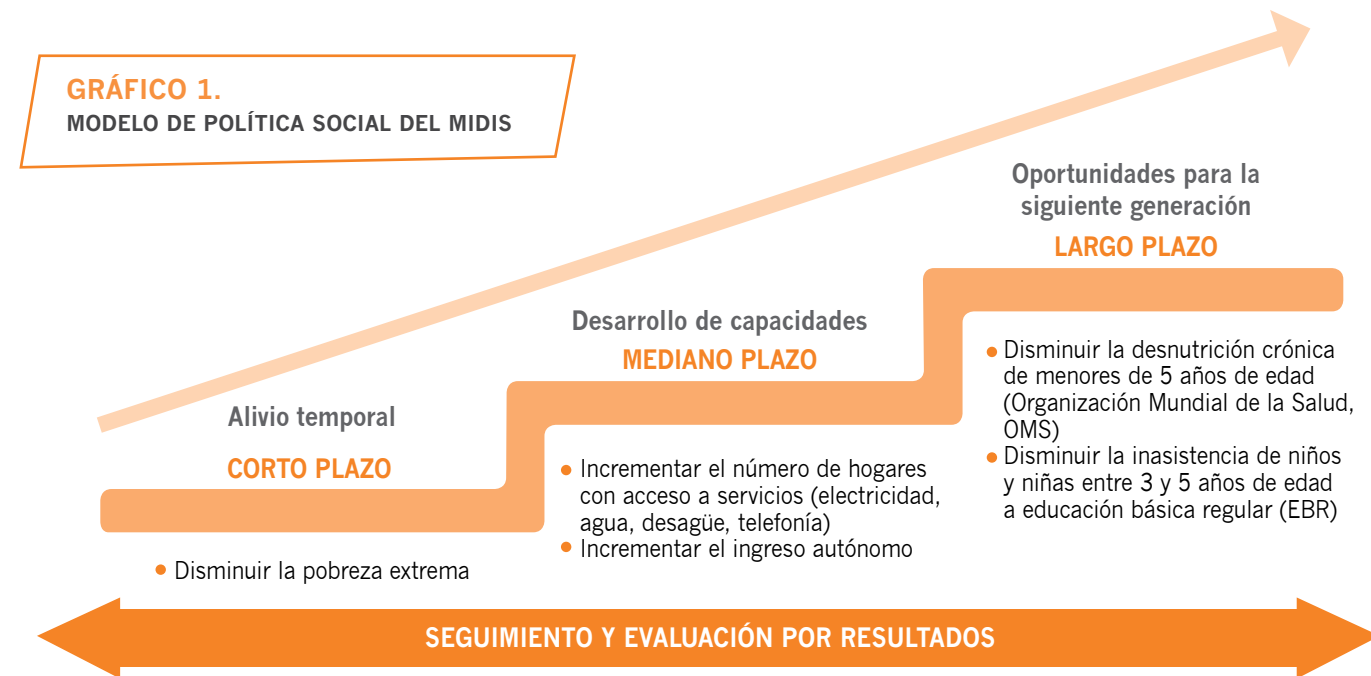 GRÁFICO 1.
MODELO DE POLÍTICA SOCIAL DEL MIDIS
Alivio temporal
CORTO PLAZO
• Disminuir la pobreza extrema
Desarrollo de capacidades
MEDIANO PLAZO
• Incrementar el número de hogares
con acceso a servicios (electricidad,
agua, desagüe, telefonía)
• Incrementar el ingreso autónomo
Oportunidades para la
siguiente generación
LARGO PLAZO
• Disminuir la desnutrición crónica
de menores de 5 años de edad
(Organización Mundial de la Salud,
OMS)
• Disminuir la inasistencia de niños
y niñas entre 3 y 5 años de edad
a educación básica regular (EBR)
SEGUIMIENTO Y EVALUACIÓN POR RESULTADOS